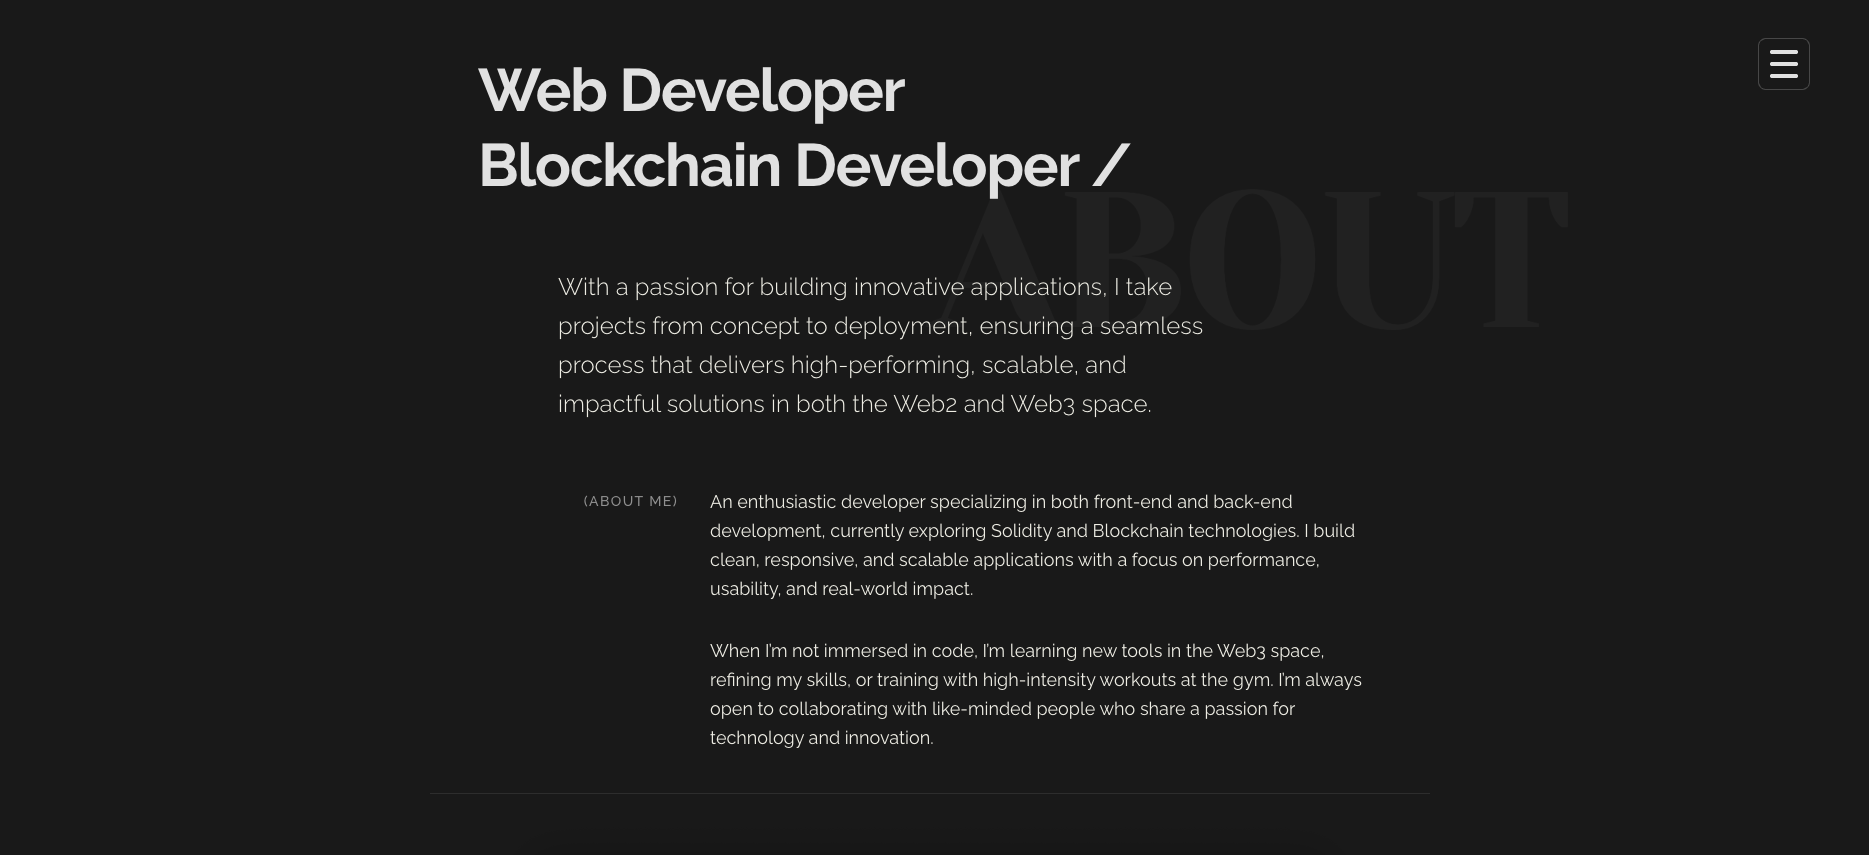 Web Developer
Blockchain Developer /
ABOUT
With a passion for building innovative applications, I take
projects from concept to deployment, ensuring a seamless
process that delivers high-performing, scalable, and
impactful solutions in both the Web2 and Web3 space.
(ABOUT ME)
An enthusiastic developer specializing in both front-end and back-end
development, currently exploring Solidity and Blockchain technologies. I build
clean, responsive, and scalable applications with a focus on performance,
usability, and real-world impact.
When I'm not immersed in code, I'm learning new tools in the Web3 space,
refining my skills, or training with high-intensity workouts at the gym. I'm always
open to collaborating with like-minded people who share a passion for
technology and innovation.